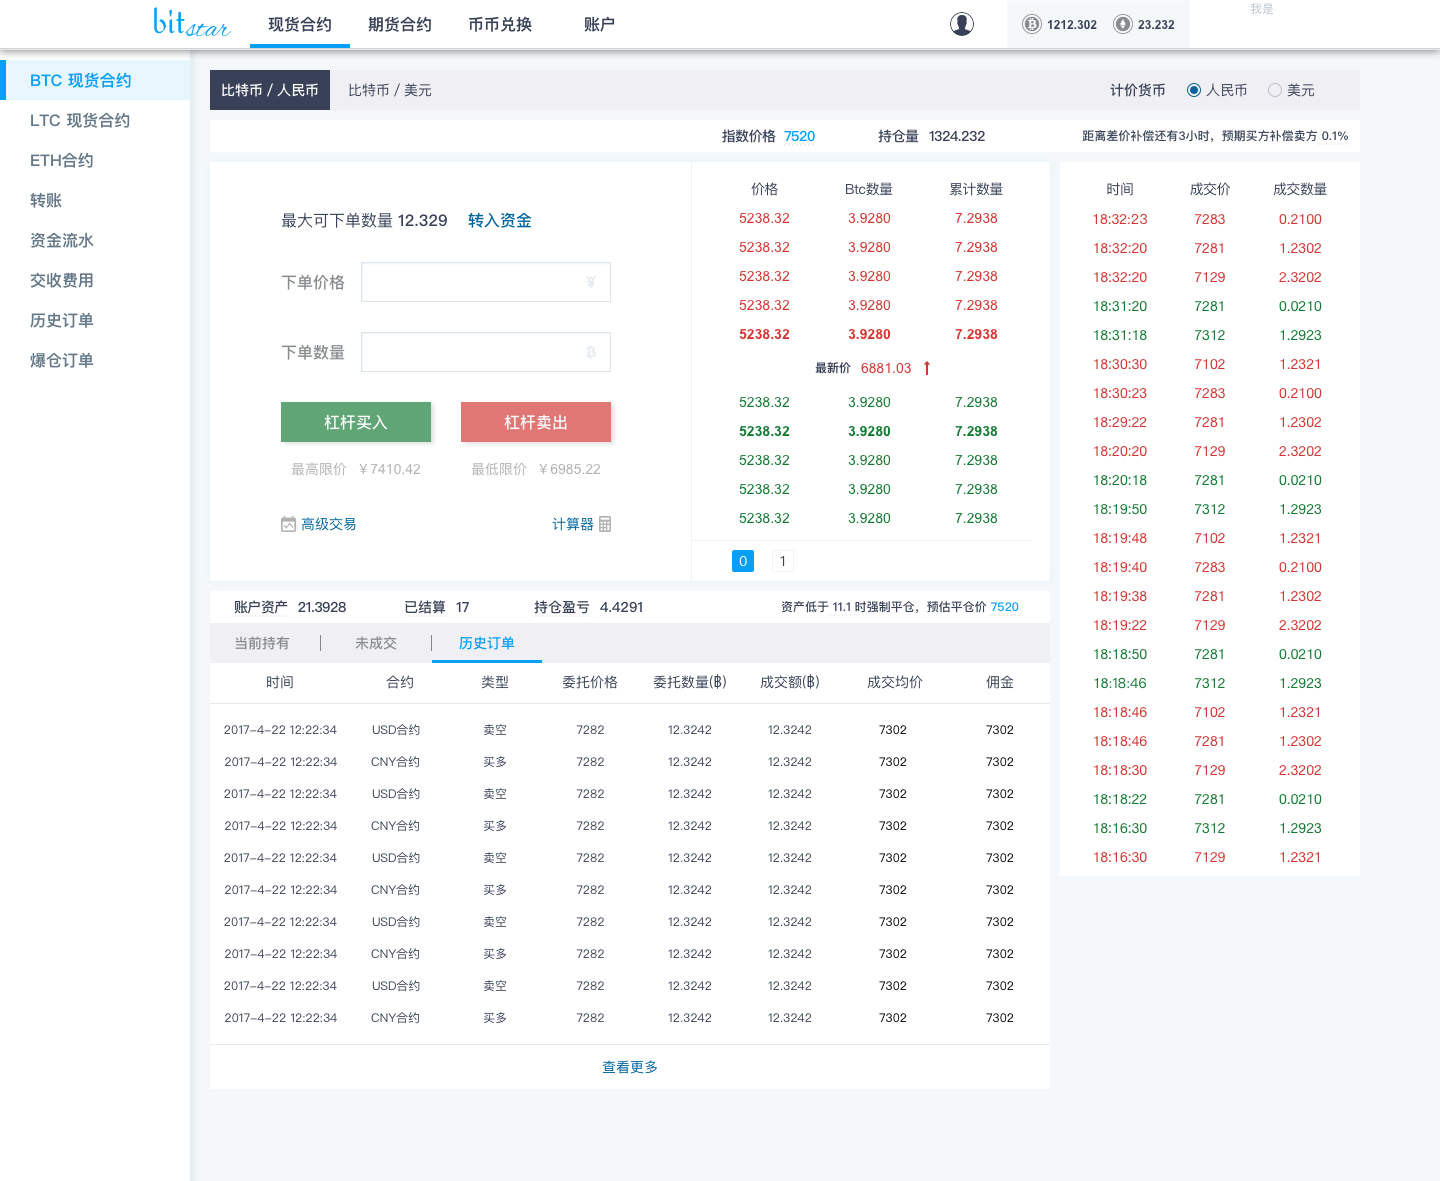 bitstar 现货合约 期货合约 币币兑换 账户 1212.302 23.232 我是
BTC 现货合约
LTC 现货合约
ETH合约
转账
资金流水
交收费用
历史订单
爆仓订单
比特币 / 人民币 比特币 / 美元 计价货币 人民币 美元
指数价格 7520 持仓量 1324.232 距离差价补偿还有3小时，预期买方补偿卖方 0.1%
最大可下单数量 12.329 转入资金
下单价格 ¥
下单数量 B
杠杆买入 杠杆卖出
最高限价 ¥7410.42 最低限价 ¥6985.22
高级交易 计算器
价格 Btc数量 累计数量
5238.32 3.9280 7.2938
5238.32 3.9280 7.2938
5238.32 3.9280 7.2938
5238.32 3.9280 7.2938
5238.32 3.9280 7.2938
最新价 6881.03
5238.32 3.9280 7.2938
5238.32 3.9280 7.2938
5238.32 3.9280 7.2938
5238.32 3.9280 7.2938
5238.32 3.9280 7.2938
0 1
时间 成交价 成交数量
18:32:23 7283 0.2100
18:32:20 7281 1.2302
18:32:20 7129 2.3202
18:31:20 7281 0.0210
18:31:18 7312 1.2923
18:30:30 7102 1.2321
18:30:23 7283 0.2100
18:29:22 7281 1.2302
18:20:20 7129 2.3202
18:20:18 7281 0.0210
18:19:50 7312 1.2923
18:19:48 7102 1.2321
18:19:40 7283 0.2100
18:19:38 7281 1.2302
18:19:22 7129 2.3202
18:18:50 7281 0.0210
18:18:46 7312 1.2923
18:18:46 7102 1.2321
18:18:46 7281 1.2302
18:18:30 7129 2.3202
18:18:22 7281 0.0210
18:16:30 7312 1.2923
18:16:30 7129 1.2321
账户资产 21.3928 已结算 17 持仓盈亏 4.4291 资产低于 11.1 时强制平仓，预估平仓价 7520
当前持有 未成交 历史订单
时间 合约 类型 委托价格 委托数量(฿) 成交额(฿) 成交均价 佣金
2017-4-22 12:22:34 USD合约 卖空 7282 12.3242 12.3242 7302 7302
2017-4-22 12:22:34 CNY合约 买多 7282 12.3242 12.3242 7302 7302
2017-4-22 12:22:34 USD合约 卖空 7282 12.3242 12.3242 7302 7302
2017-4-22 12:22:34 CNY合约 买多 7282 12.3242 12.3242 7302 7302
2017-4-22 12:22:34 USD合约 卖空 7282 12.3242 12.3242 7302 7302
2017-4-22 12:22:34 CNY合约 买多 7282 12.3242 12.3242 7302 7302
2017-4-22 12:22:34 USD合约 卖空 7282 12.3242 12.3242 7302 7302
2017-4-22 12:22:34 CNY合约 买多 7282 12.3242 12.3242 7302 7302
2017-4-22 12:22:34 USD合约 卖空 7282 12.3242 12.3242 7302 7302
2017-4-22 12:22:34 CNY合约 买多 7282 12.3242 12.3242 7302 7302
查看更多